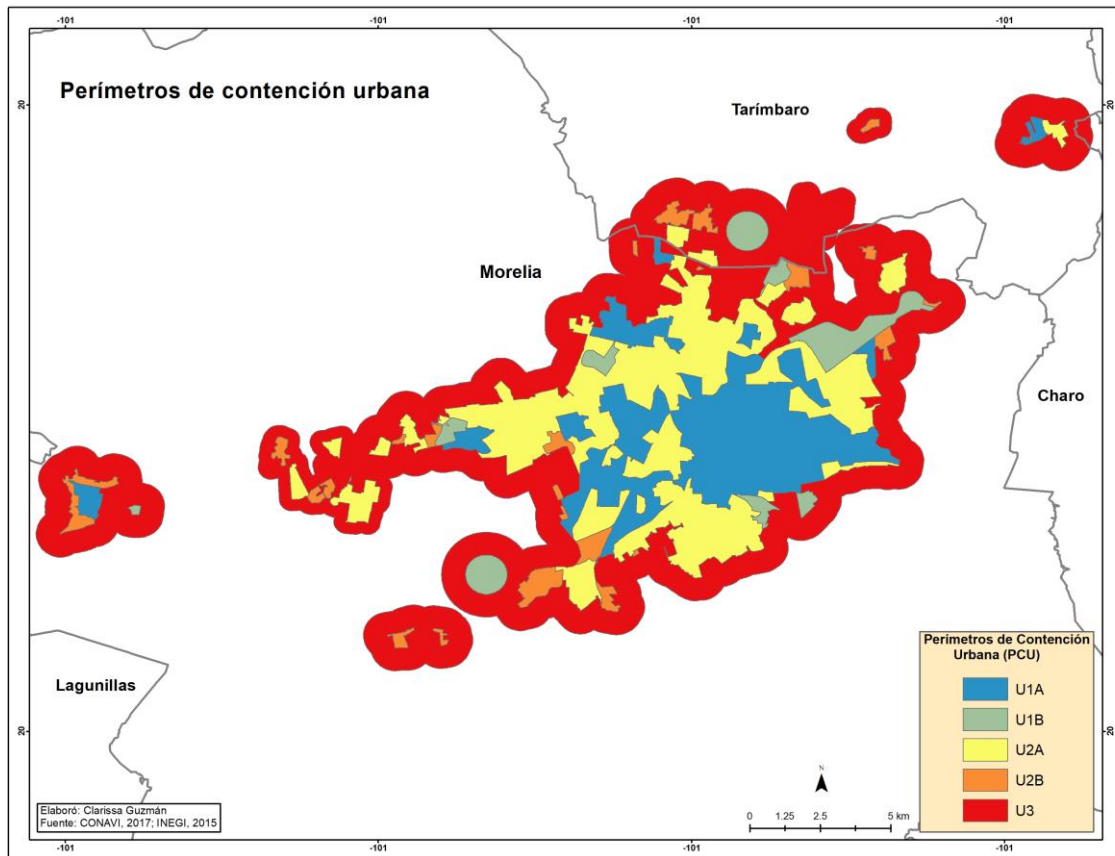 -101 -101 -101 -101
Perímetros de contención urbana
20 20
Tarímbaro
Morelia
Charo
Lagunillas
Perímetros de Contención
Urbana (PCU)
U1A
U1B
U2A
U2B
U3
N
0 1.25 2.5 5 km
20 20
Elaboró: Clarissa Guzmán
Fuente: CONAVI, 2017; INEGI, 2015
-101 -101 -101 -101